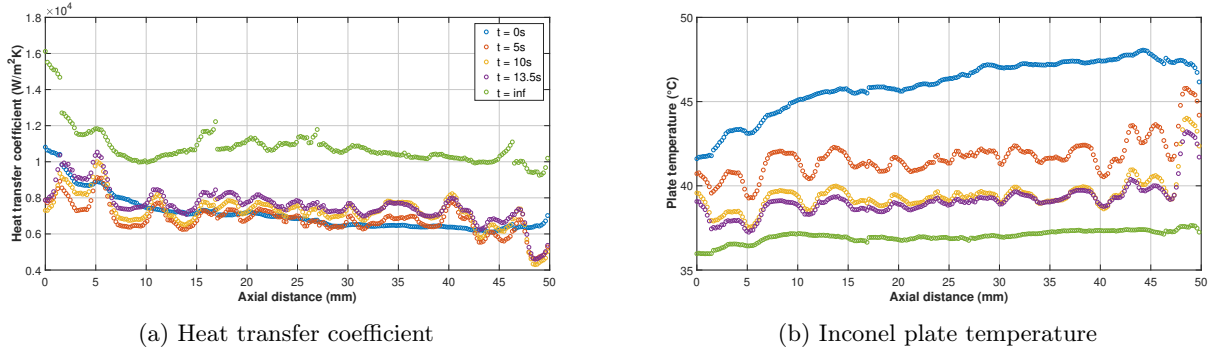 1.8 ×10⁴
1.6
1.4
1.2
1
0.8
0.6
0.4
Heat transfer coefficient (W/m²K)
0 5 10 15 20 25 30 35 40 45 50
Axial distance (mm)
t = 0s
t = 5s
t = 10s
t = 13.5s
t = inf
(a) Heat transfer coefficient
50
45
40
35
Plate temperature (°C)
0 5 10 15 20 25 30 35 40 45 50
Axial distance (mm)
(b) Inconel plate temperature